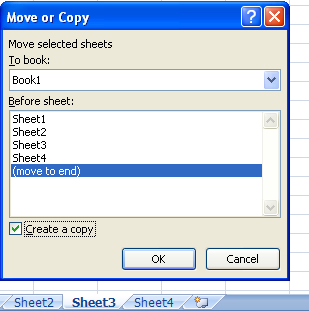 Move or Copy
Move selected sheets
To book:
Book1
Before sheet:
Sheet1
Sheet2
Sheet3
Sheet4
(move to end)
Create a copy
OK Cancel
Sheet2 Sheet3 Sheet4